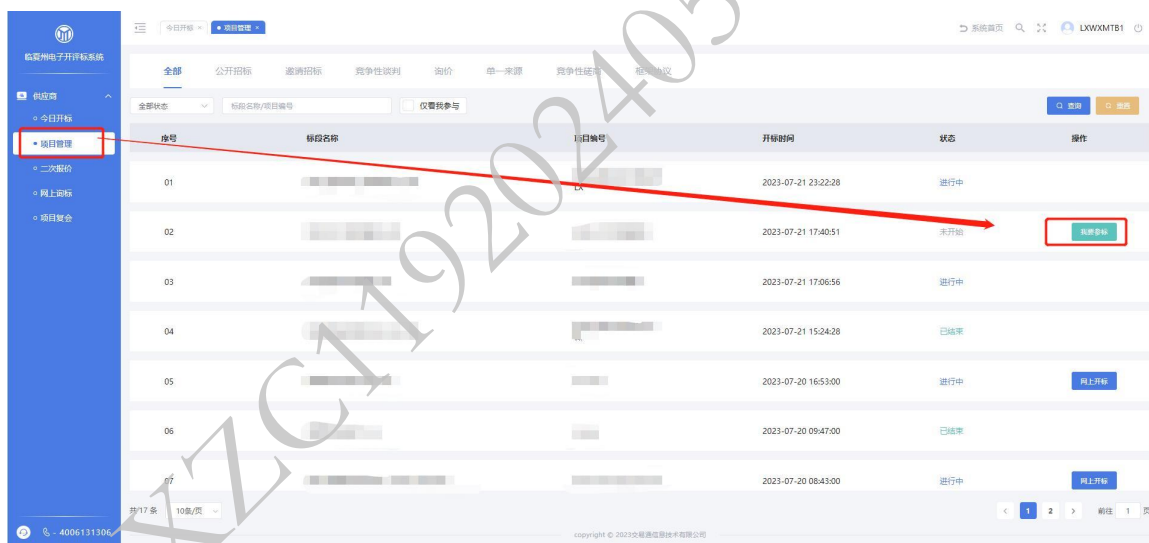 今日开标 × • 项目管理 ×
系统首页 LXWXMTB1
临夏州电子开评标系统
供应商
今日开标
项目管理
二次报价
网上询标
项目复会
全部 公开招标 邀请招标 竞争性谈判 询价 单一来源 竞争性磋商 框架协议
全部状态 标段名称/项目编号 仅看我参与 查询 重置
序号 标段名称 项目编号 开标时间 状态 操作
01 LX 2023-07-21 23:22:28 进行中
02 2023-07-21 17:40:51 未开始 我要参标
03 2023-07-21 17:06:56 进行中
04 2023-07-21 15:24:28 已结束
05 2023-07-20 16:53:00 进行中 网上开标
06 2023-07-20 09:47:00 已结束
07 2023-07-20 08:43:00 进行中 网上开标
共 17 条 10条/页 < 1 2 > 前往 1 页
- 4006131306
copyright © 2023交易通信息技术有限公司
XZC119202405